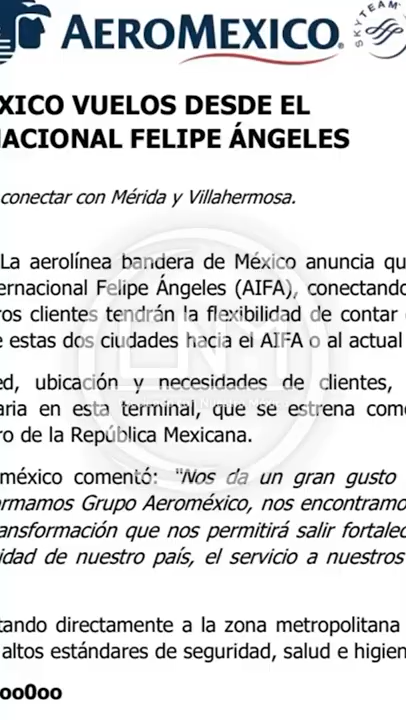 AEROMEXICO.
SKYTEAM
XICO VUELOS DESDE EL
NACIONAL FELIPE ÁNGELES
conectar con Mérida y Villahermosa.
La aerolínea bandera de México anuncia qu
ernacional Felipe Ángeles (AIFA), conectando
ros clientes tendrán la flexibilidad de contar
e estas dos ciudades hacia el AIFA o al actual
ed, ubicación y necesidades de clientes,
aria en esta terminal, que se estrena com
ro de la República Mexicana.
méxico comentó: "Nos da un gran gusto
ormamos Grupo Aeroméxico, nos encontramo
ansformación que nos permitirá salir fortalec
idad de nuestro país, el servicio a nuestros
tando directamente a la zona metropolitana
altos estándares de seguridad, salud e higien
oo0oo